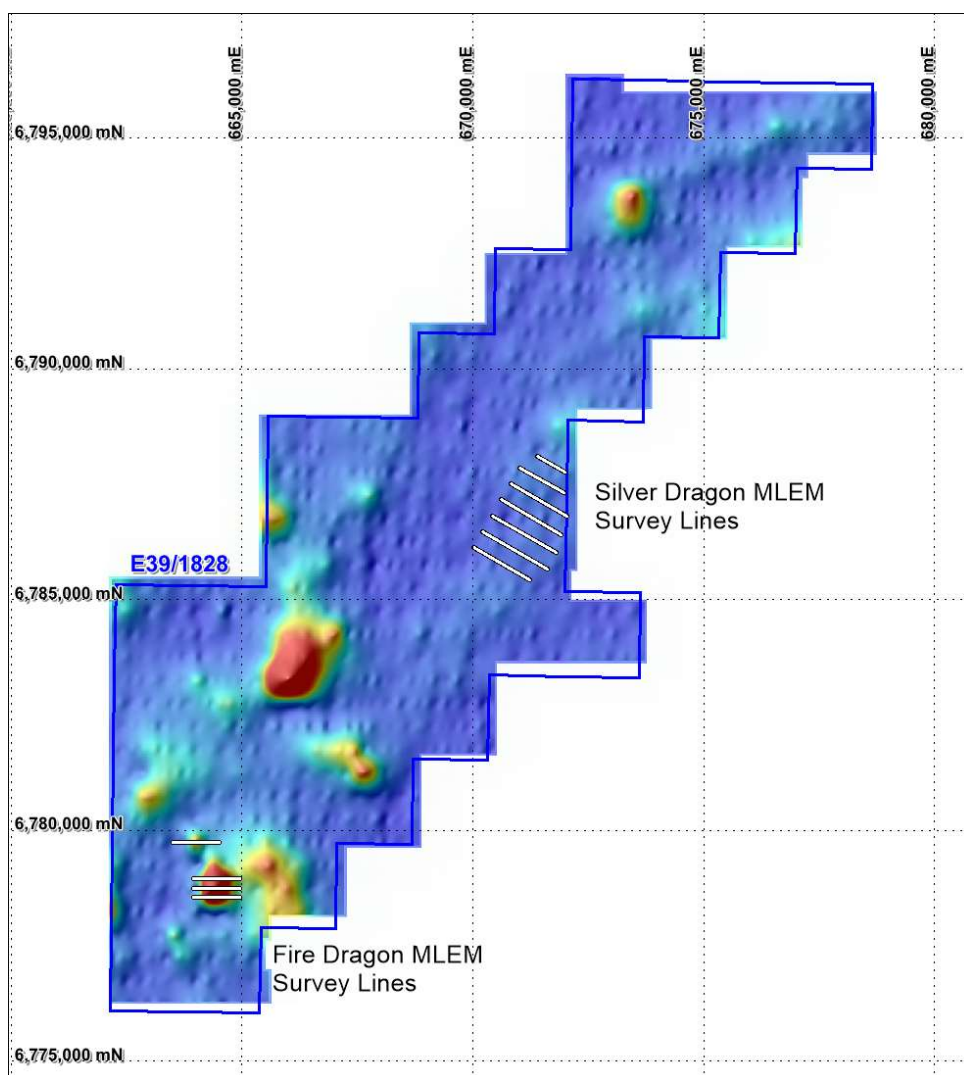 665,000 mE
670,000 mE
675,000 mE
680,000 mE
6,795,000 mN
6,790,000 mN
Silver Dragon MLEM
Survey Lines
E39/1828
6,785,000 mN
6,780,000 mN
Fire Dragon MLEM
Survey Lines
6,775,000 mN